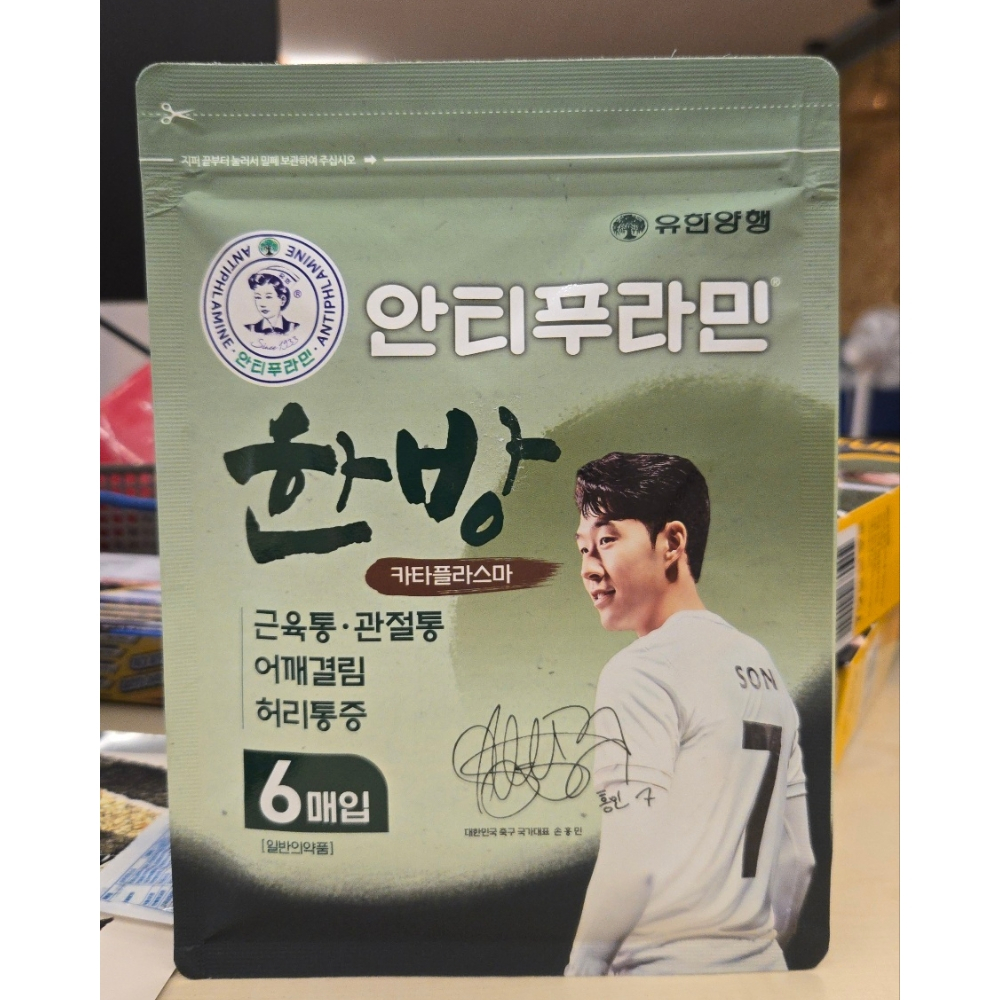 지퍼 끝부터 눌러서 밀폐 보관하여 주십시오
유한양행
ANTIPHLAMINE · ANTIPHLAMINE
Since 1933
안티푸라민
®
안티푸라민®
한방
카타플라스마
근육통·관절통
어깨결림
허리통증
6매입
[일반의약품]
SON
7
흥민 7
대한민국 축구 국가대표 손흥민